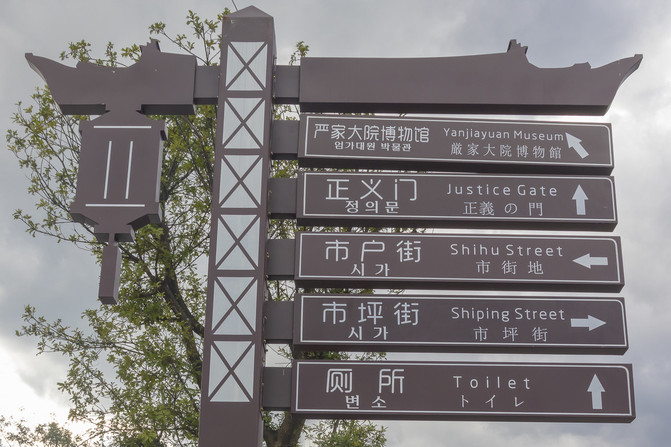 严家大院博物馆 Yanjiayuan Museum
엄가대원 박물관 厳家大院博物館
正义门 Justice Gate
정의문 正義の門
市户街 Shihu Street
시가 市街地
市坪街 Shiping Street
시가 市坪街
厕所 Toilet
변소 トイレ